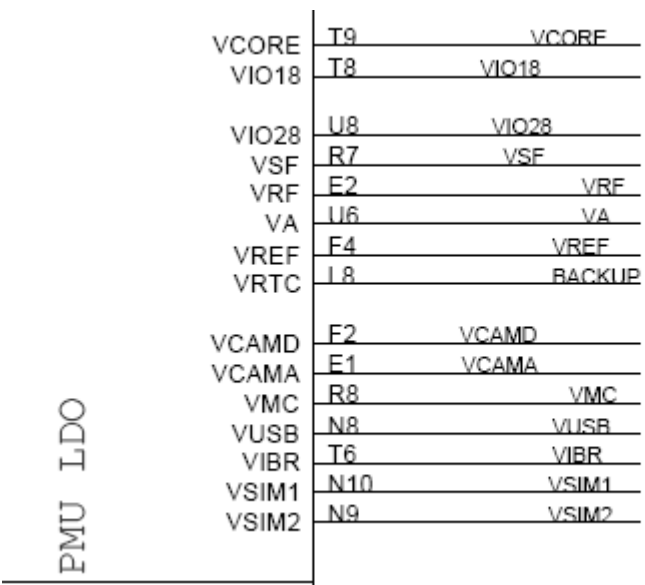 VCORE T9 VCORE
VIO18 T8 VIO18
VIO28 U8 VIO28
VSF R7 VSF
VRF E2 VRF
VA U6 VA
VREF F4 VREF
VRTC L8 BACKUP
VCAMD F2 VCAMD
VCAMA E1 VCAMA
VMC R8 VMC
VUSB N8 VUSB
VIBR T6 VIBR
VSIM1 N10 VSIM1
VSIM2 N9 VSIM2
PMU LDO